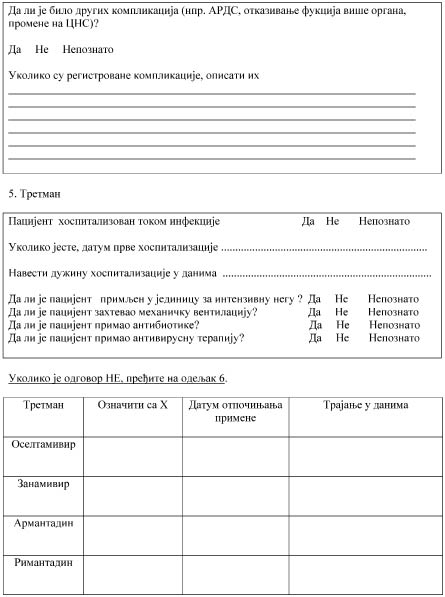 Да ли је било других компликација (нпр. АРДС, отказивање фукција више органа,
промене на ЦНС)?
Да Не Непознато
Уколико су регистроване компликације, описати их
5. Третман
Пацијент хоспитализован током инфекције Да Не Непознато
Уколико јесте, датум прве хоспитализације ...........................................................................
Навести дужину хоспитализације у данима ...........................................................................
Да ли је пацијент примљен у јединицу за интензивну негу ? Да Не Непознато
Да ли је пацијент захтевао механичку вентилацију? Да Не Непознато
Да ли је пацијент примао антибиотике? Да Не Непознато
Да ли је пацијент примао антивирусну терапију? Да Не Непознато
Уколико је одговор НЕ, пређите на одељак 6.
Третман Означити са X Датум отпочињања Трајање у данима
примене
Оселтамивир
Занамивир
Армантадин
Римантадин